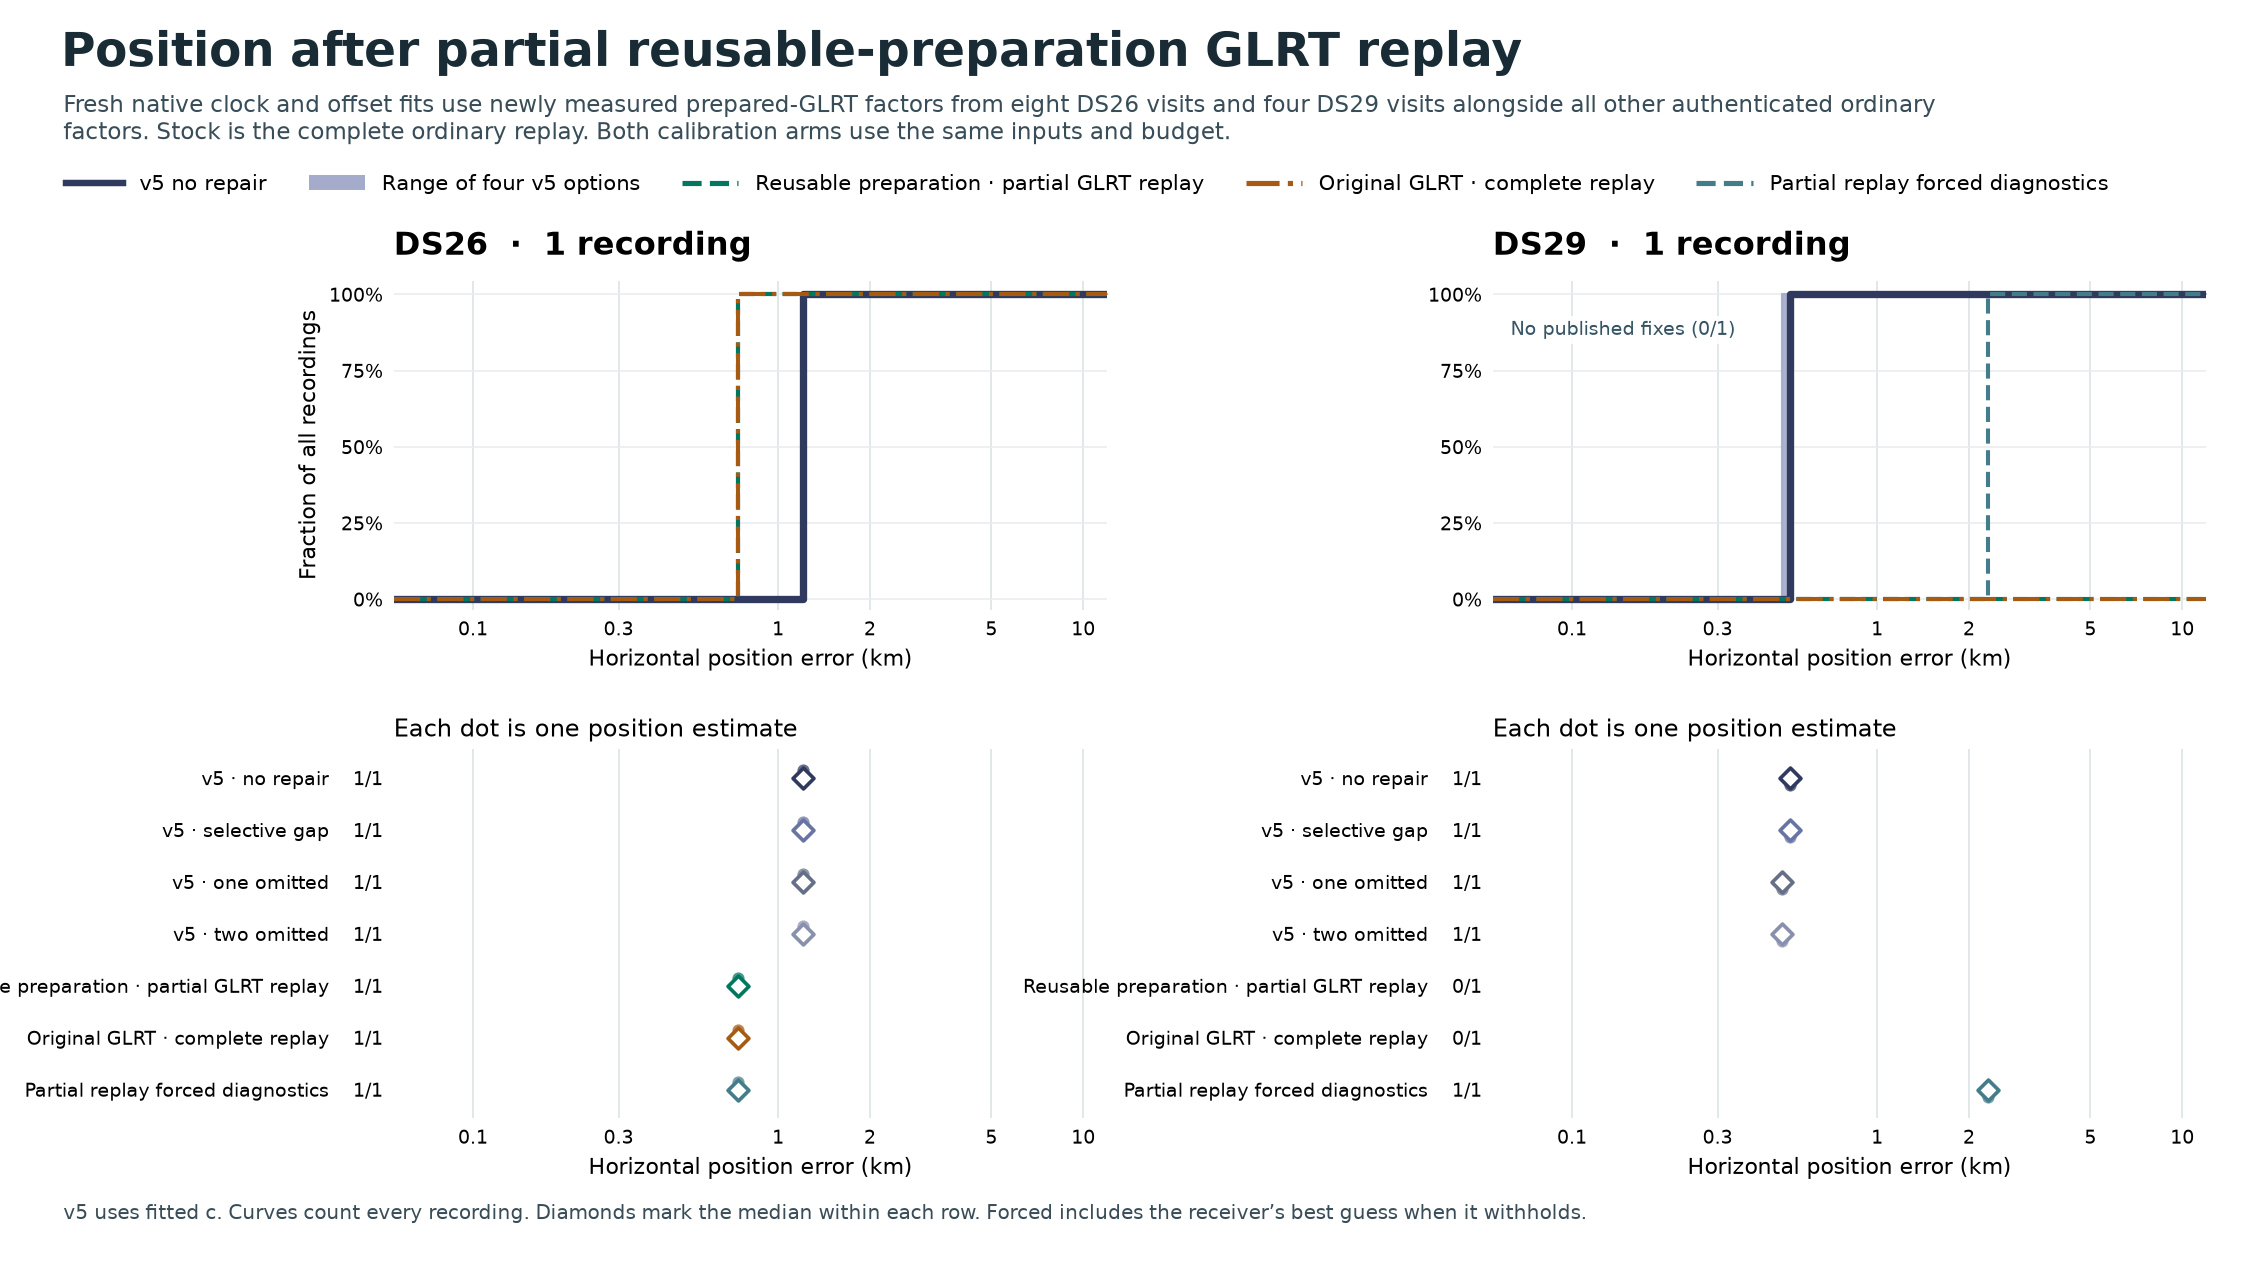 Position after partial reusable-preparation GLRT replay
Fresh native clock and offset fits use newly measured prepared-GLRT factors from eight DS26 visits and four DS29 visits alongside all other authenticated ordinary
factors. Stock is the complete ordinary replay. Both calibration arms use the same inputs and budget.
v5 no repair
Range of four v5 options
Reusable preparation · partial GLRT replay
Original GLRT · complete replay
Partial replay forced diagnostics
DS26 · 1 recording
Fraction of all recordings
100%
75%
50%
25%
0%
0.1 0.3 1 2 5 10
Horizontal position error (km)
DS29 · 1 recording
No published fixes (0/1)
100%
75%
50%
25%
0%
0.1 0.3 1 2 5 10
Horizontal position error (km)
Each dot is one position estimate
v5 · no repair 1/1
v5 · selective gap 1/1
v5 · one omitted 1/1
v5 · two omitted 1/1
e preparation · partial GLRT replay 1/1
Original GLRT · complete replay 1/1
Partial replay forced diagnostics 1/1
0.1 0.3 1 2 5 10
Horizontal position error (km)
Each dot is one position estimate
v5 · no repair 1/1
v5 · selective gap 1/1
v5 · one omitted 1/1
v5 · two omitted 1/1
Reusable preparation · partial GLRT replay 0/1
Original GLRT · complete replay 0/1
Partial replay forced diagnostics 1/1
0.1 0.3 1 2 5 10
Horizontal position error (km)
v5 uses fitted c. Curves count every recording. Diamonds mark the median within each row. Forced includes the receiver’s best guess when it withholds.